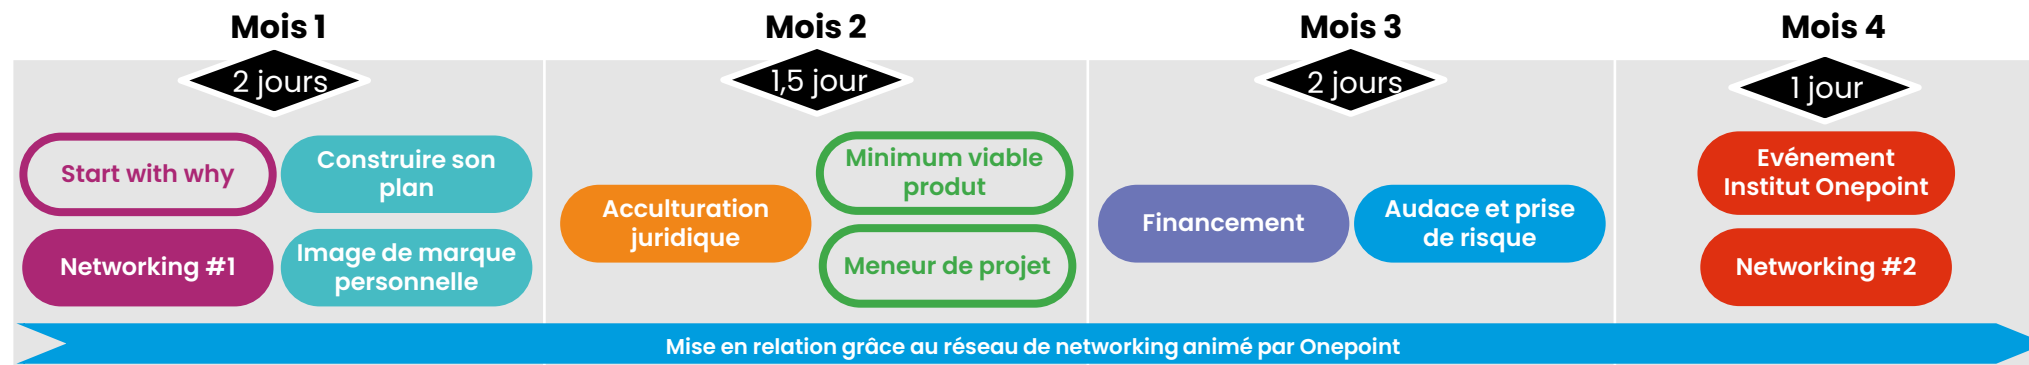 Mois 1
2 jours
Start with why
Construire son
plan
Networking #1
Image de marque
personnelle
Mois 2
1,5 jour
Acculturation
juridique
Minimum viable
produt
Meneur de projet
Mois 3
2 jours
Financement
Audace et prise
de risque
Mois 4
1 jour
Evénement
Institut Onepoint
Networking #2
Mise en relation grâce au réseau de networking animé par Onepoint